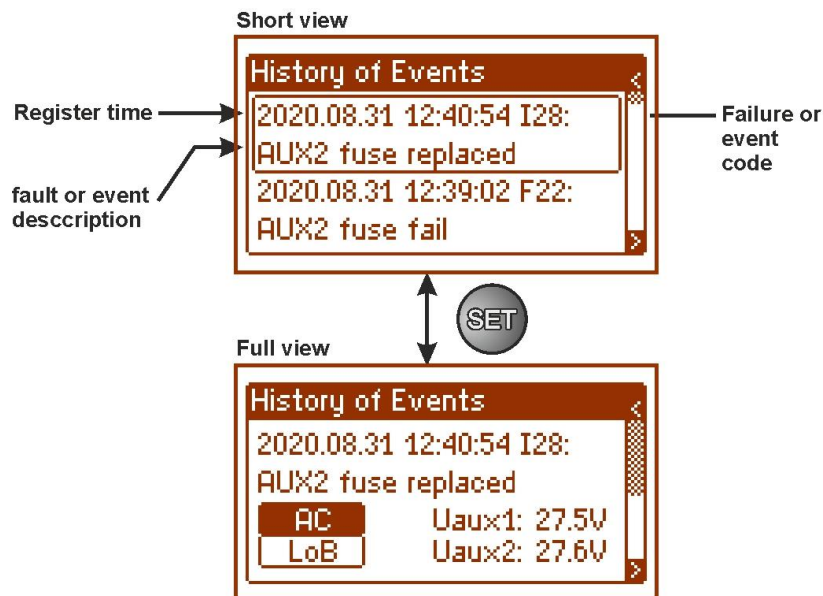 Short view
History of Events
<
Register time
2020.08.31 12:40:54 I28:
Failure or
event
code
AUX2 fuse replaced
fault or event
desccription
2020.08.31 12:39:02 F22:
AUX2 fuse fail
>
SET
Full view
History of Events
<
2020.08.31 12:40:54 I28:
AUX2 fuse replaced
AC Uaux1: 27.5V
LoB Uaux2: 27.6V
>